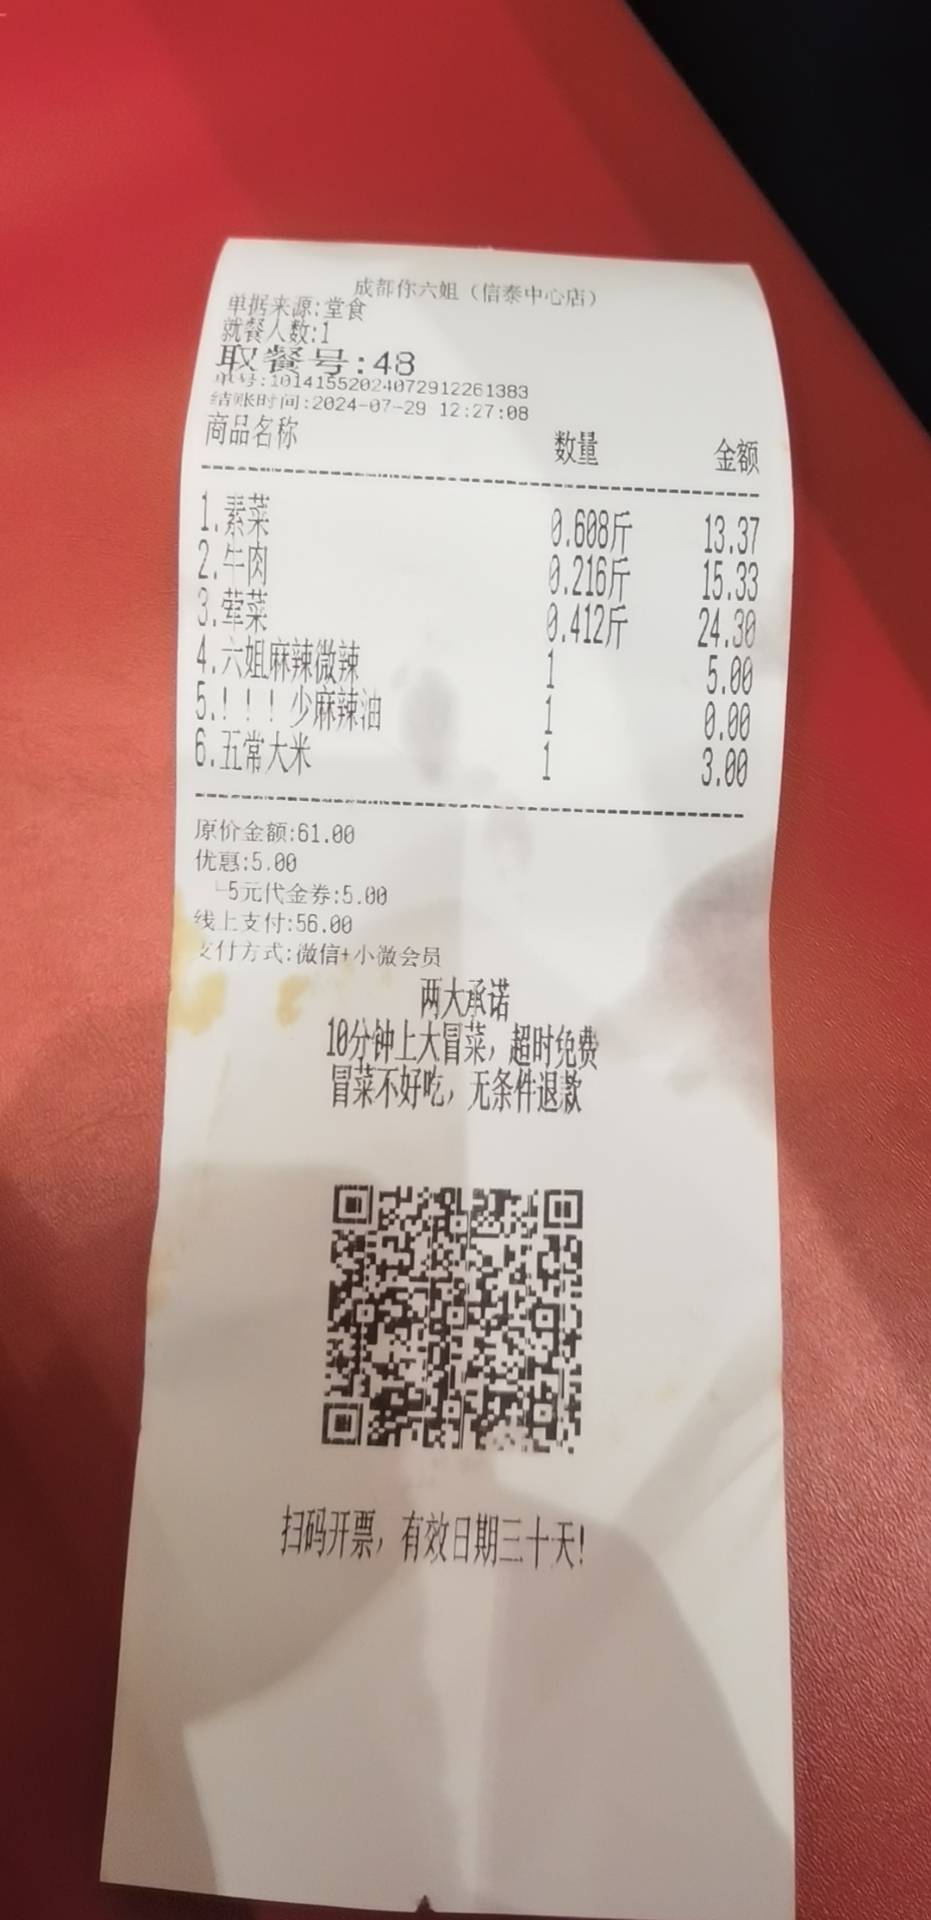 成都你六姐（信泰中心店）
单据来源:堂食
就餐人数:1
取餐号:48
单号:10141552024072912261383
结账时间:2024-07-29 12:27:08
商品名称 数量 金额
1.素菜 0.608斤 13.37
2.牛肉 0.216斤 15.33
3.荤菜 0.412斤 24.30
4.六姐麻辣微辣 1 5.00
5.！！！少麻辣油 1 0.00
6.五常大米 1 3.00
原价金额:61.00
优惠:5.00
└5元代金券:5.00
线上支付:56.00
支付方式:微信+小微会员
两大承诺
10分钟上大冒菜，超时免费
冒菜不好吃，无条件退款
扫码开票，有效日期三十天!